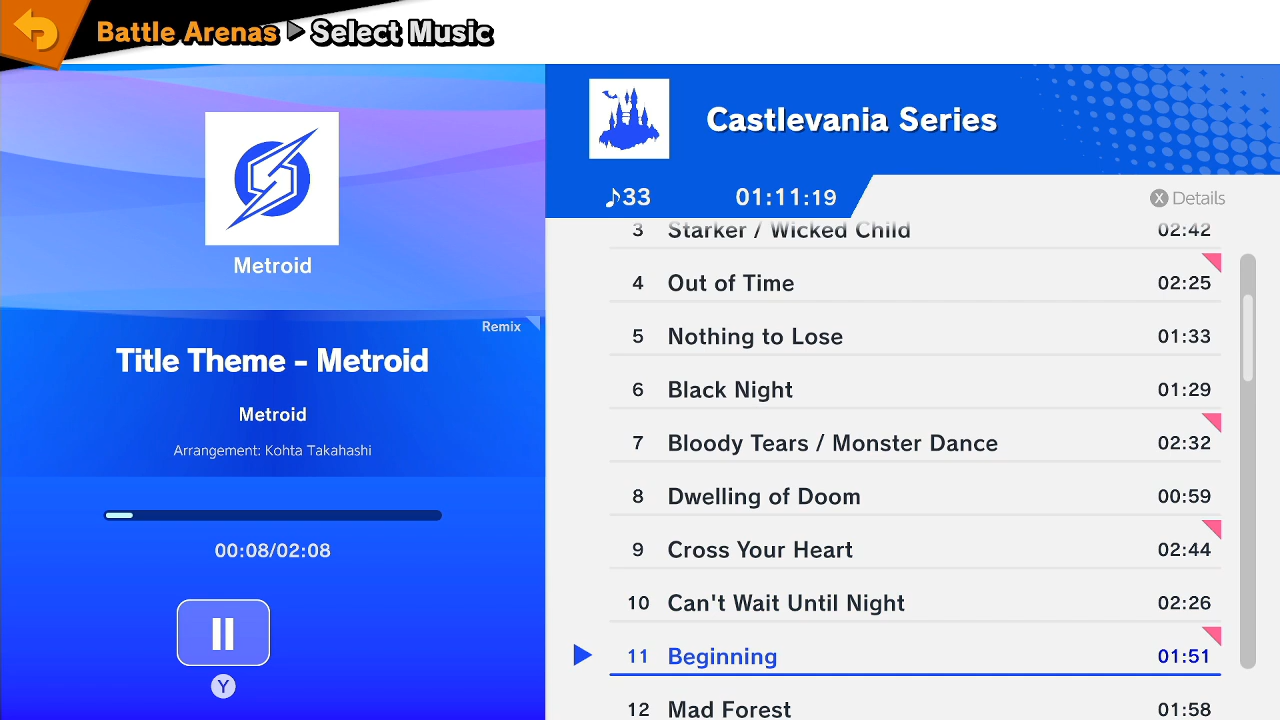 Battle Arenas ▶ Select Music
Metroid
Remix
Title Theme - Metroid
Metroid
Arrangement: Kohta Takahashi
00:08/02:08
Y
Castlevania Series
♪33 01:11:19
X Details
3 Starker / Wicked Child 02:42
4 Out of Time 02:25
5 Nothing to Lose 01:33
6 Black Night 01:29
7 Bloody Tears / Monster Dance 02:32
8 Dwelling of Doom 00:59
9 Cross Your Heart 02:44
10 Can't Wait Until Night 02:26
11 Beginning 01:51
12 Mad Forest 01:58